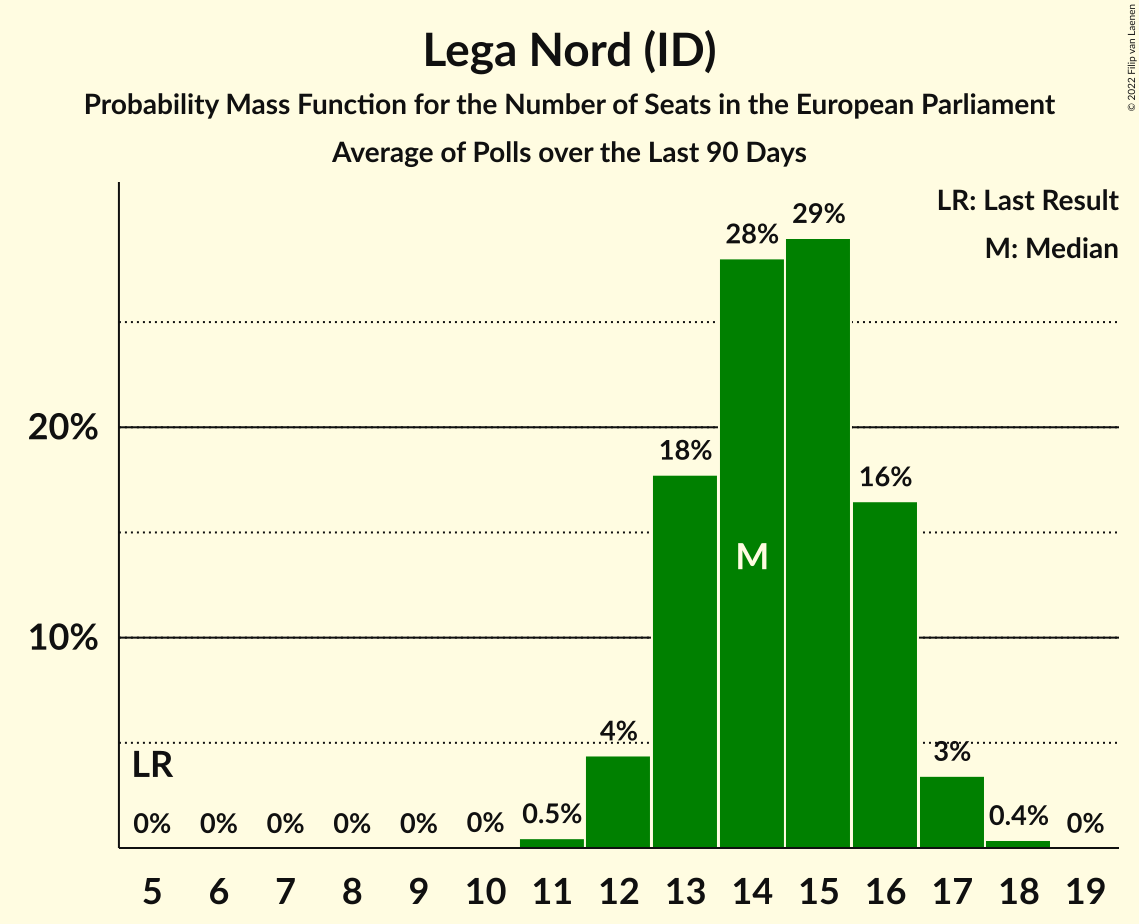 Lega Nord (ID)
Probability Mass Function for the Number of Seats in the European Parliament
Average of Polls over the Last 90 Days
© 2022 Filip van Laenen
LR: Last Result
M: Median
29%
28%
20%
18%
16%
M
10%
4%
3%
LR
0% 0% 0% 0% 0% 0% 0.5% 0.4% 0%
5 6 7 8 9 10 11 12 13 14 15 16 17 18 19